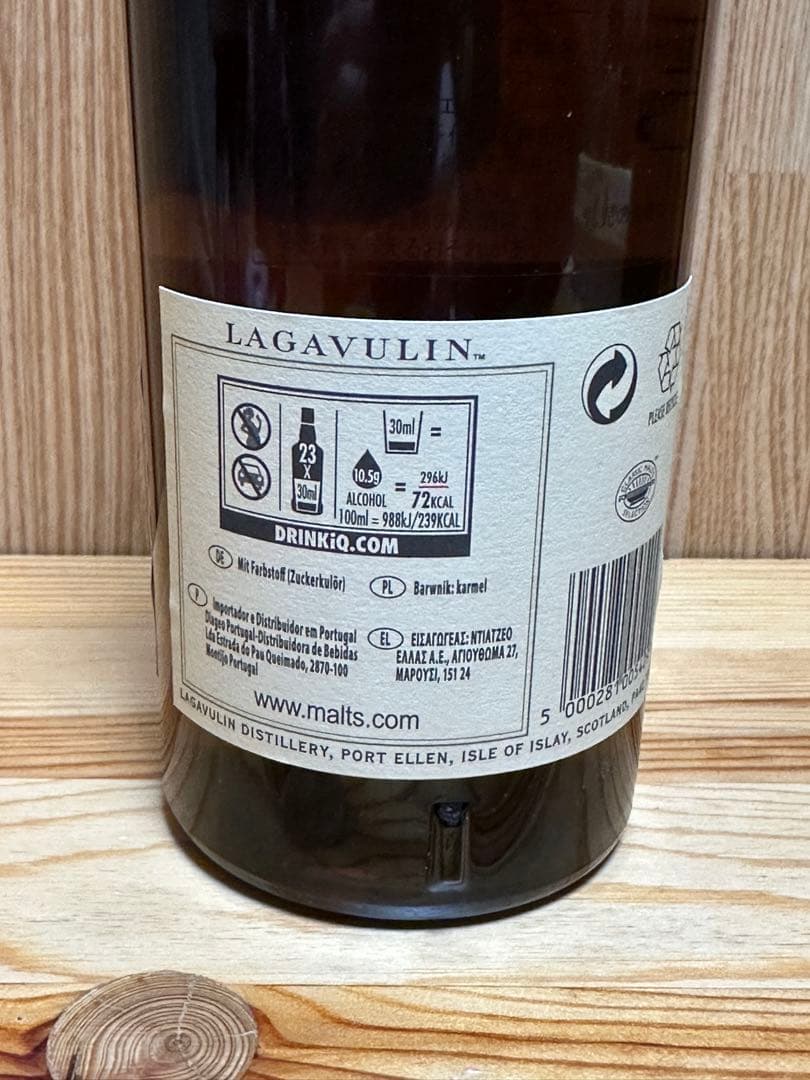 LAGAVULIN™
23
X
30ml
30ml =
10.5g
ALCOHOL
= 296kJ
72KCAL
100ml = 988kJ/239KCAL
DRINKiQ.COM
DE Mit Farbstoff (Zuckerkulör)
PL Barwnik: karmel
P Importador e Distribuidor em Portugal
Diageo Portugal-Distribuidora de Bebidas
Lda Estrada do Pau Queimado, 2870-100
Montijo Portugal
EL ΕΙΣΑΓΩΓΕΑΣ: ΝΤΙΑΤΖΕΟ
ΕΛΛΑΣ Α.Ε., ΑΓΙΟΥΘΩΜΑ 27,
ΜΑΡΟΥΣΙ, 151 24
www.malts.com
LAGAVULIN DISTILLERY, PORT ELLEN, ISLE OF ISLAY, SCOTLAND,
PLEASE
5 000281 003